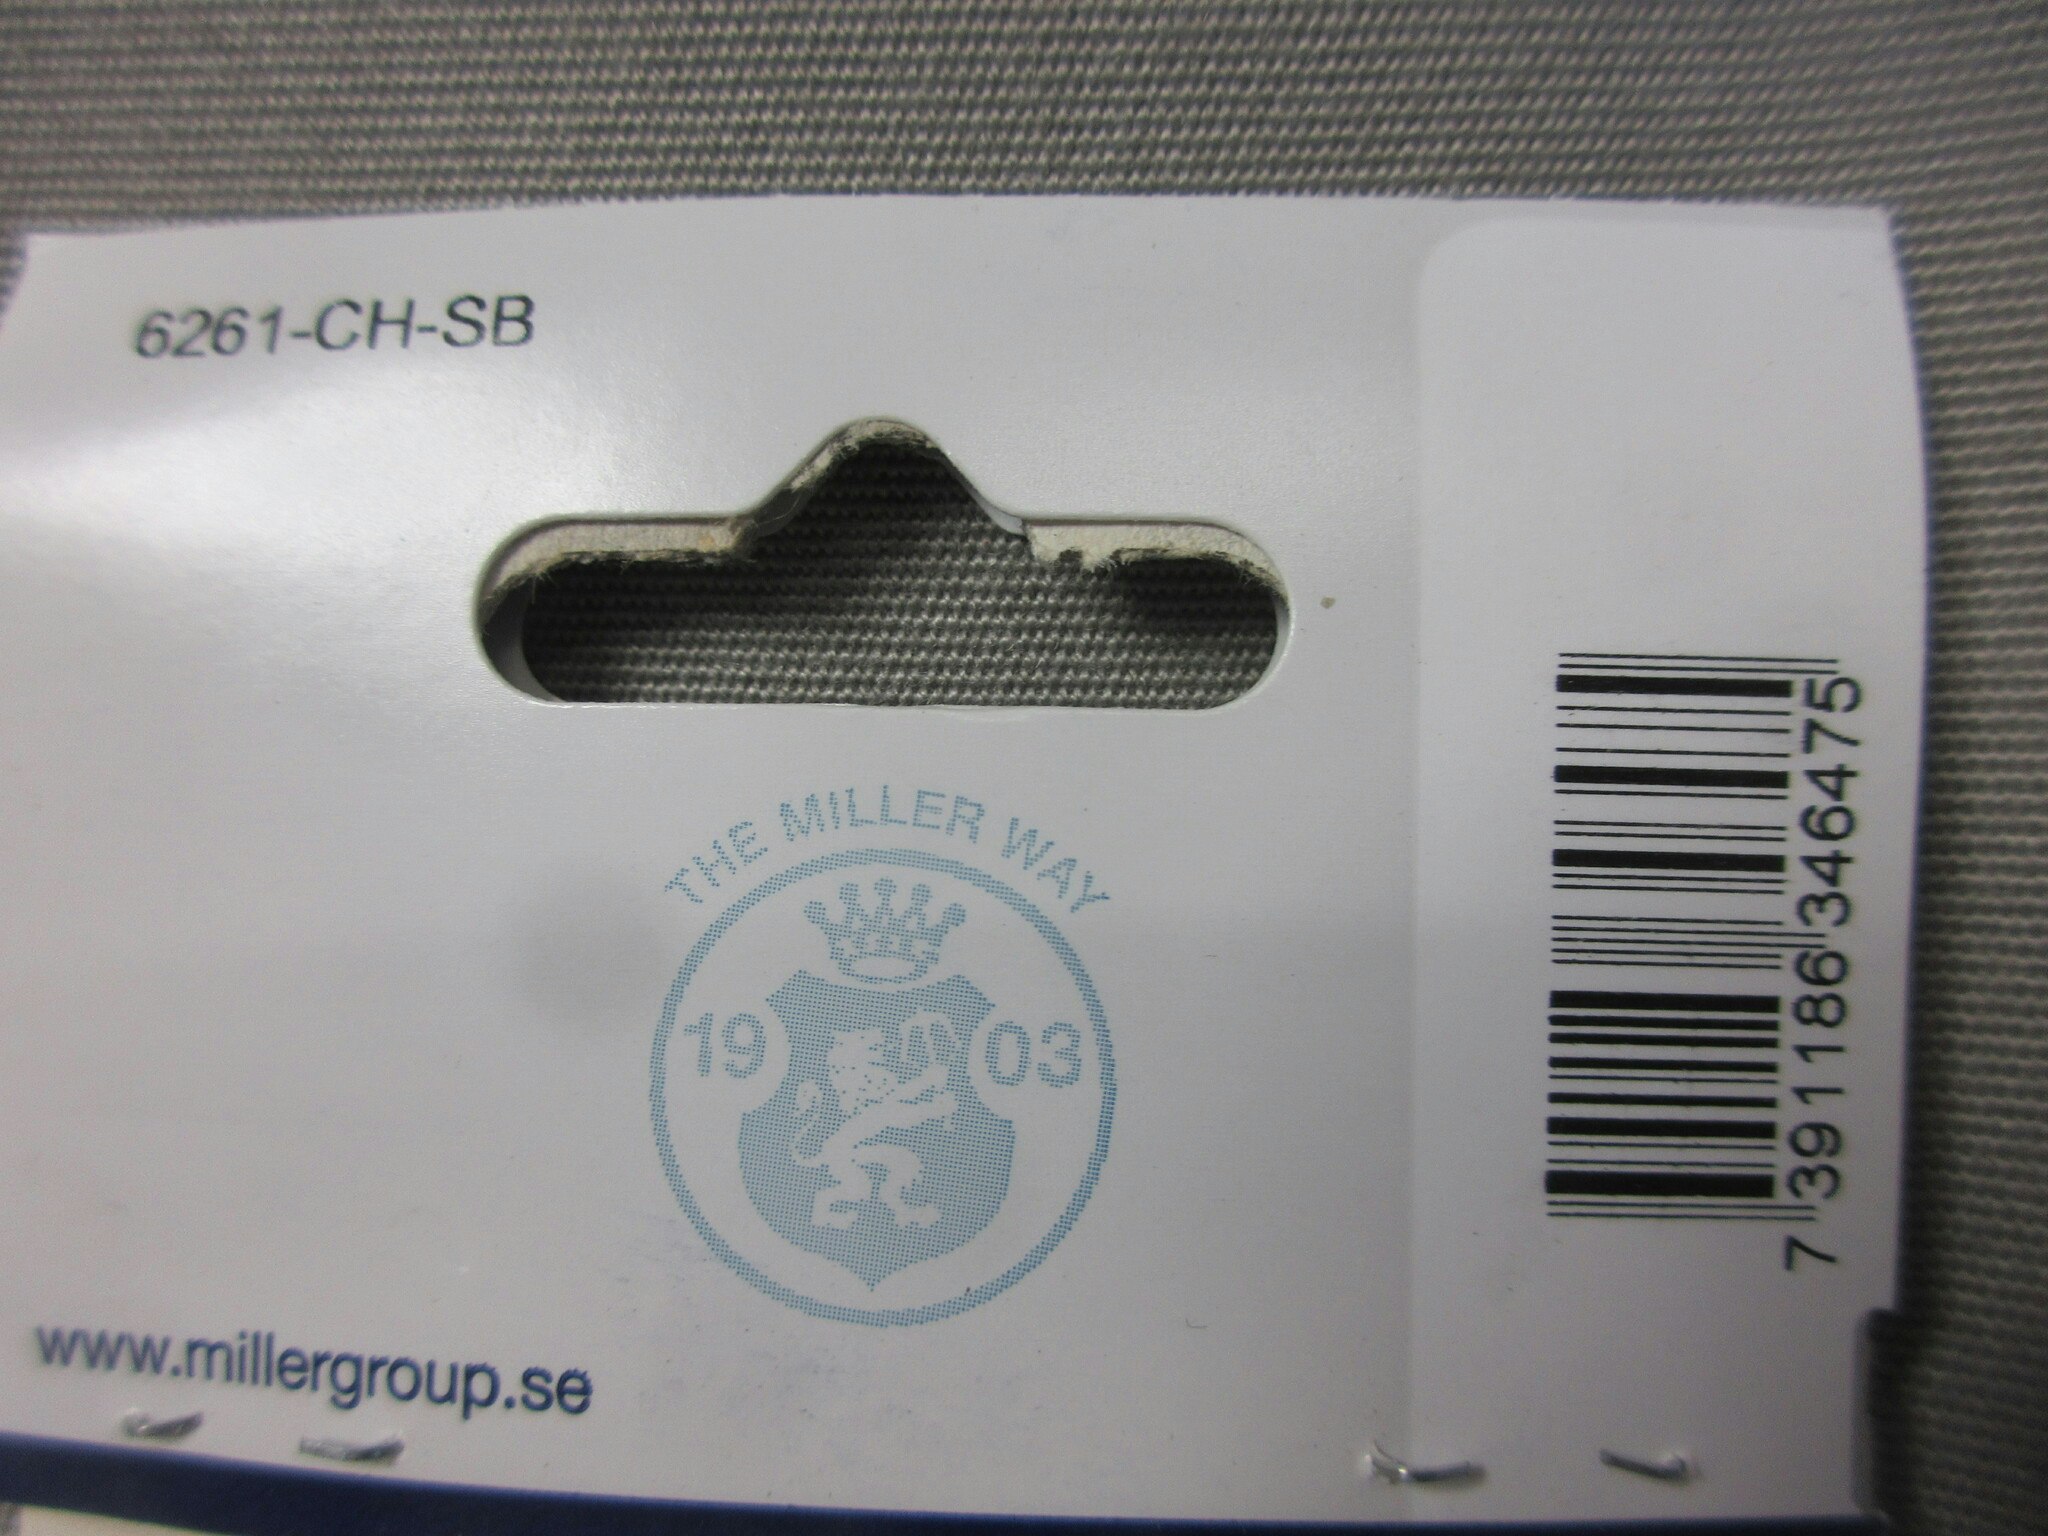 6261-CH-SB
THE MILLER WAY
19 03
www.millergroup.se
7 391186 346475